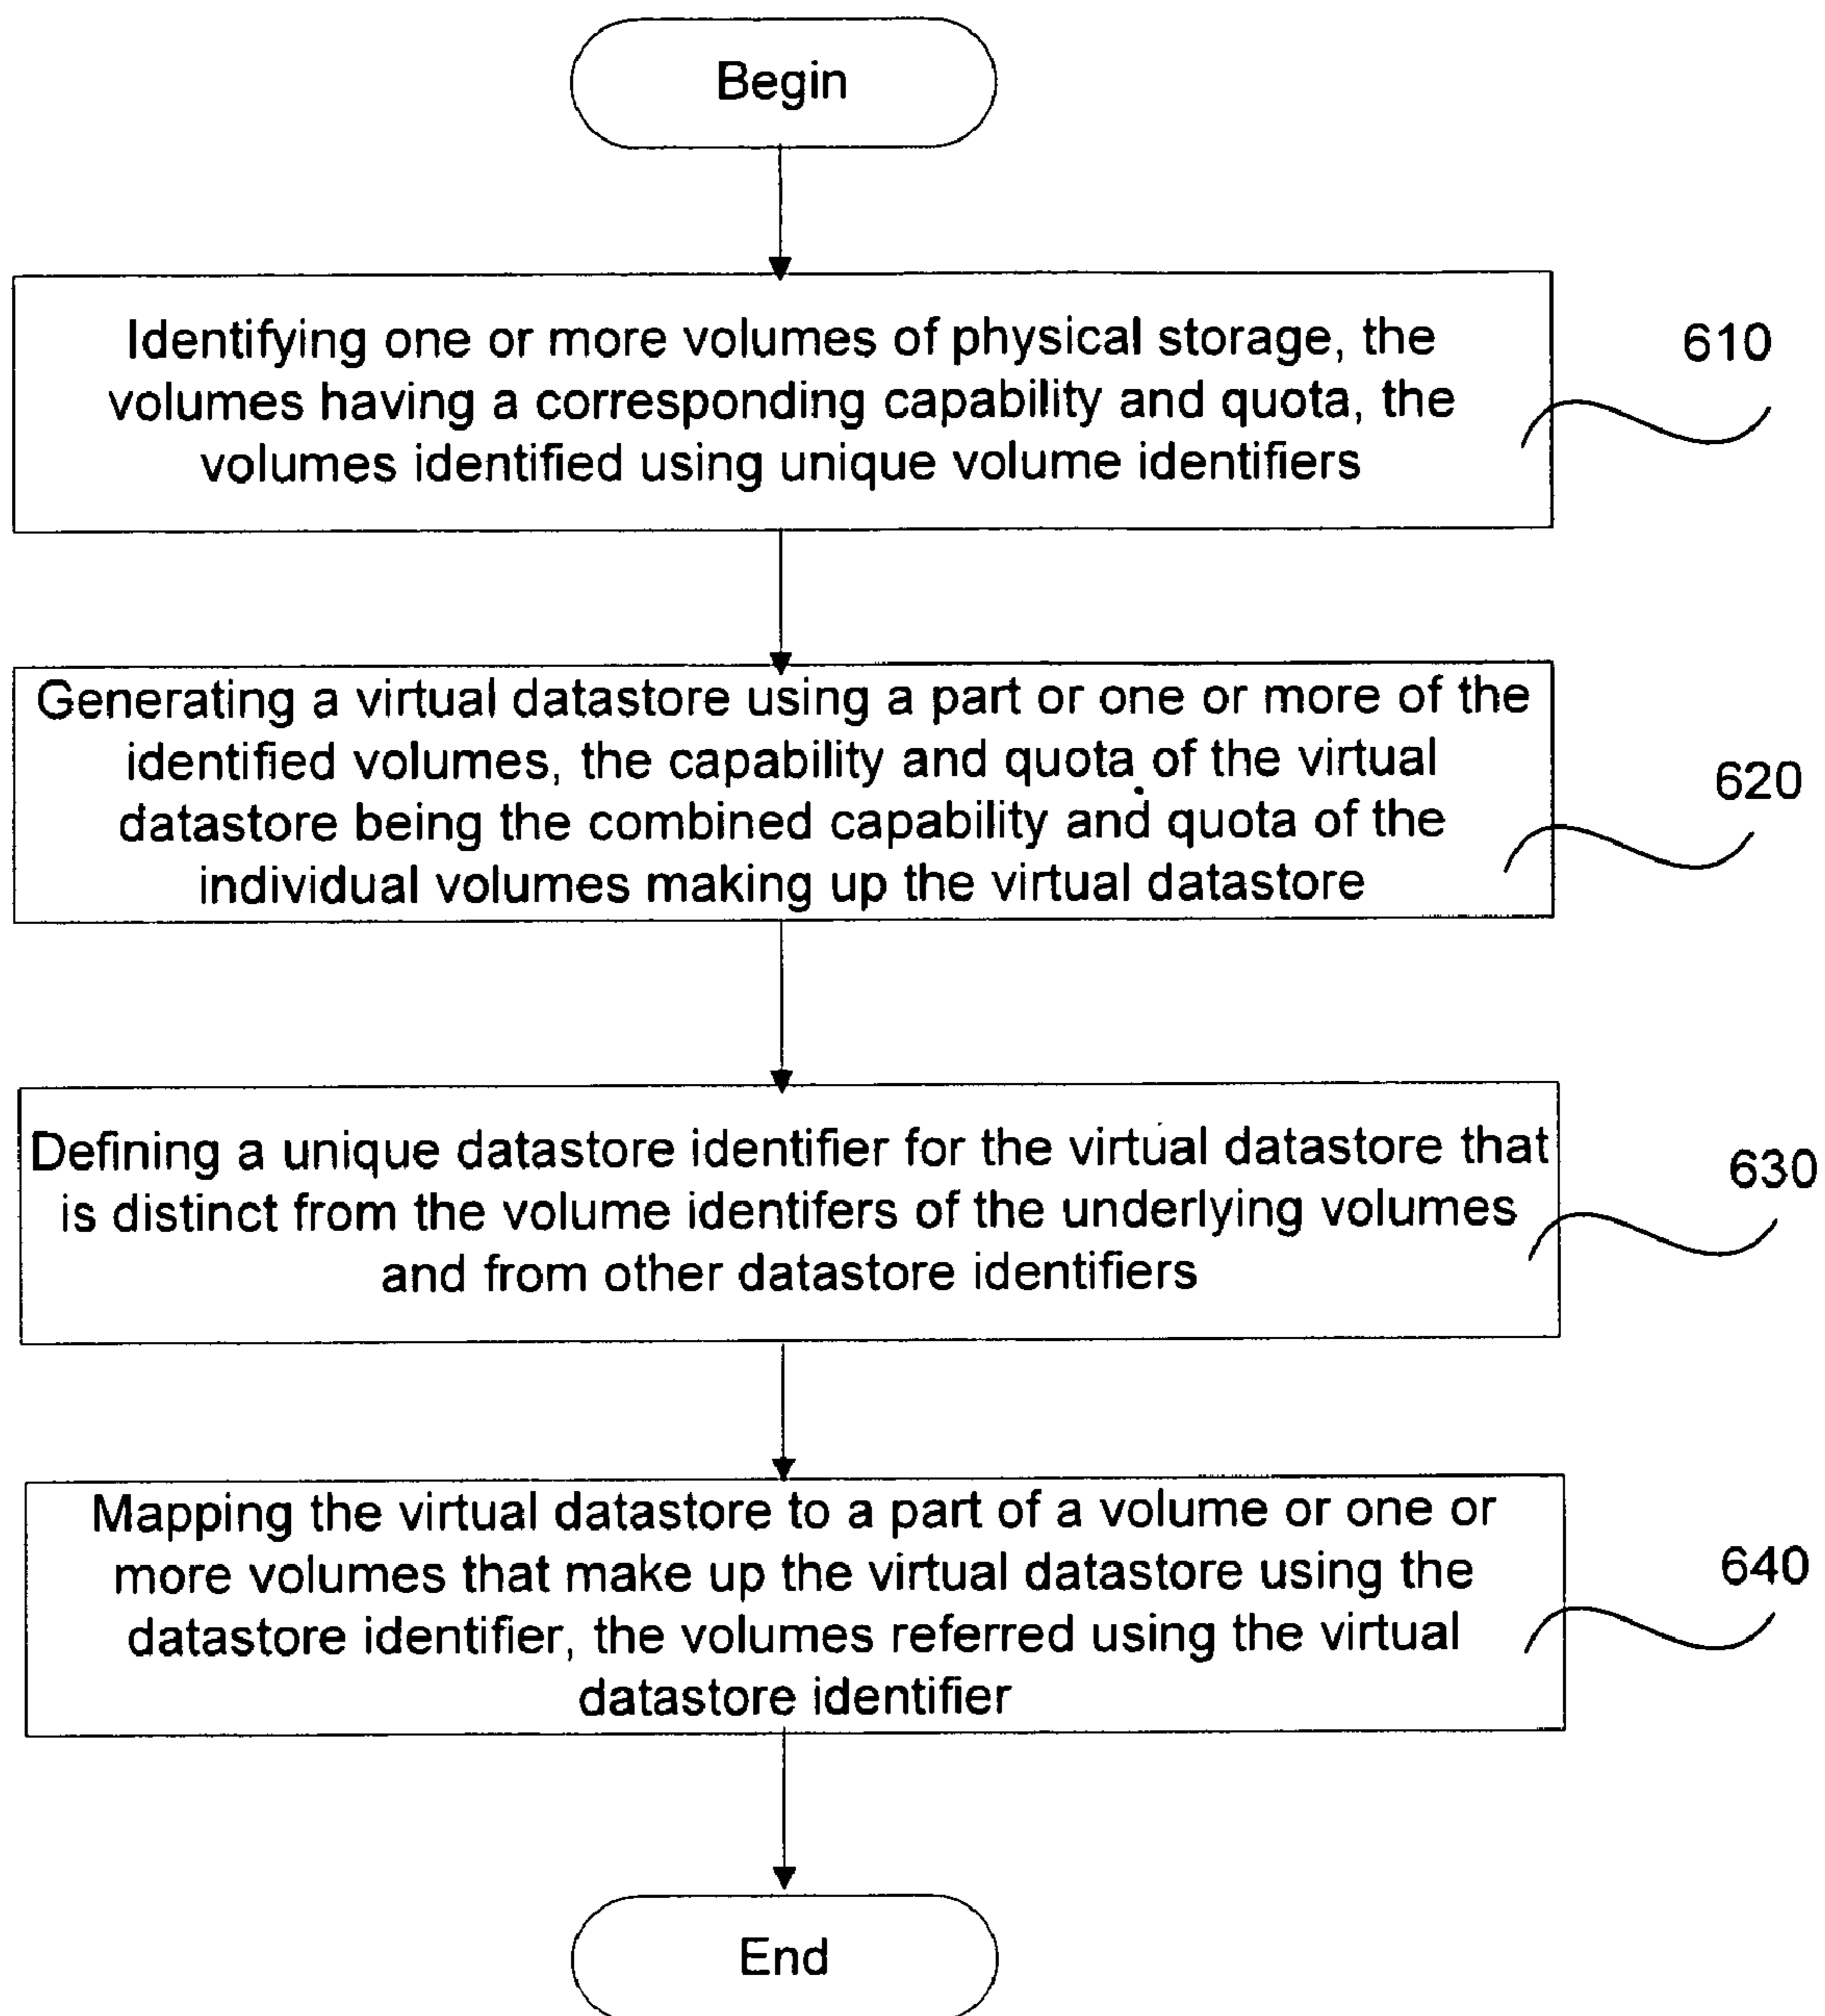 Begin
Identifying one or more volumes of physical storage, the
volumes having a corresponding capability and quota, the
volumes identified using unique volume identifiers
610
Generating a virtual datastore using a part or one or more of the
identified volumes, the capability and quota of the virtual
datastore being the combined capability and quota of the
individual volumes making up the virtual datastore
620
Defining a unique datastore identifier for the virtual datastore that
is distinct from the volume identifers of the underlying volumes
and from other datastore identifiers
630
Mapping the virtual datastore to a part of a volume or one or
more volumes that make up the virtual datastore using the
datastore identifier, the volumes referred using the virtual
datastore identifier
640
End